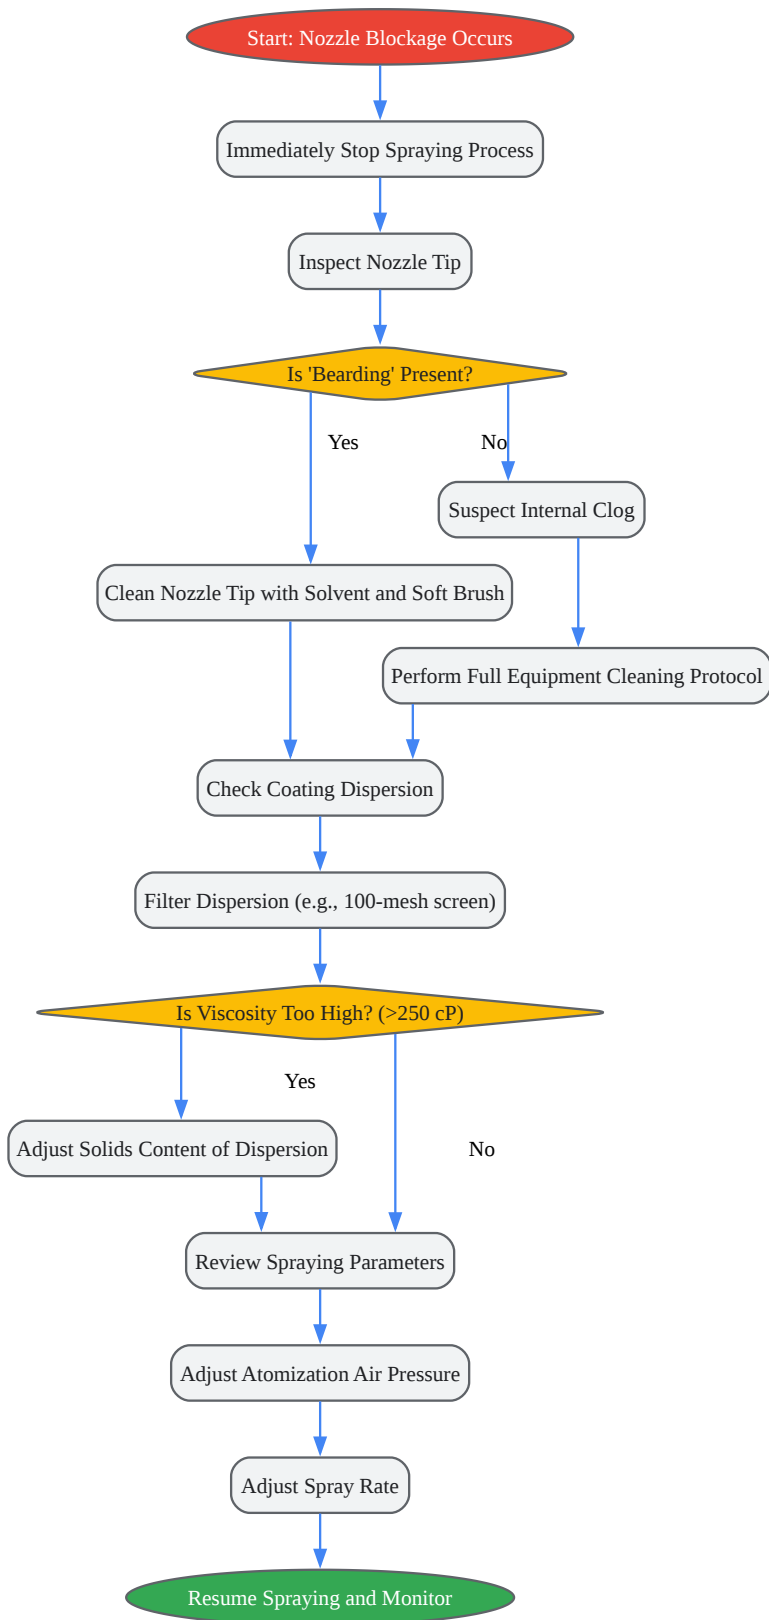 Start: Nozzle Blockage Occurs
Immediately Stop Spraying Process
Inspect Nozzle Tip
Is 'Bearding' Present?
Yes
No
Suspect Internal Clog
Clean Nozzle Tip with Solvent and Soft Brush
Perform Full Equipment Cleaning Protocol
Check Coating Dispersion
Filter Dispersion (e.g., 100-mesh screen)
Is Viscosity Too High? (>250 cP)
Yes
Adjust Solids Content of Dispersion
No
Review Spraying Parameters
Adjust Atomization Air Pressure
Adjust Spray Rate
Resume Spraying and Monitor